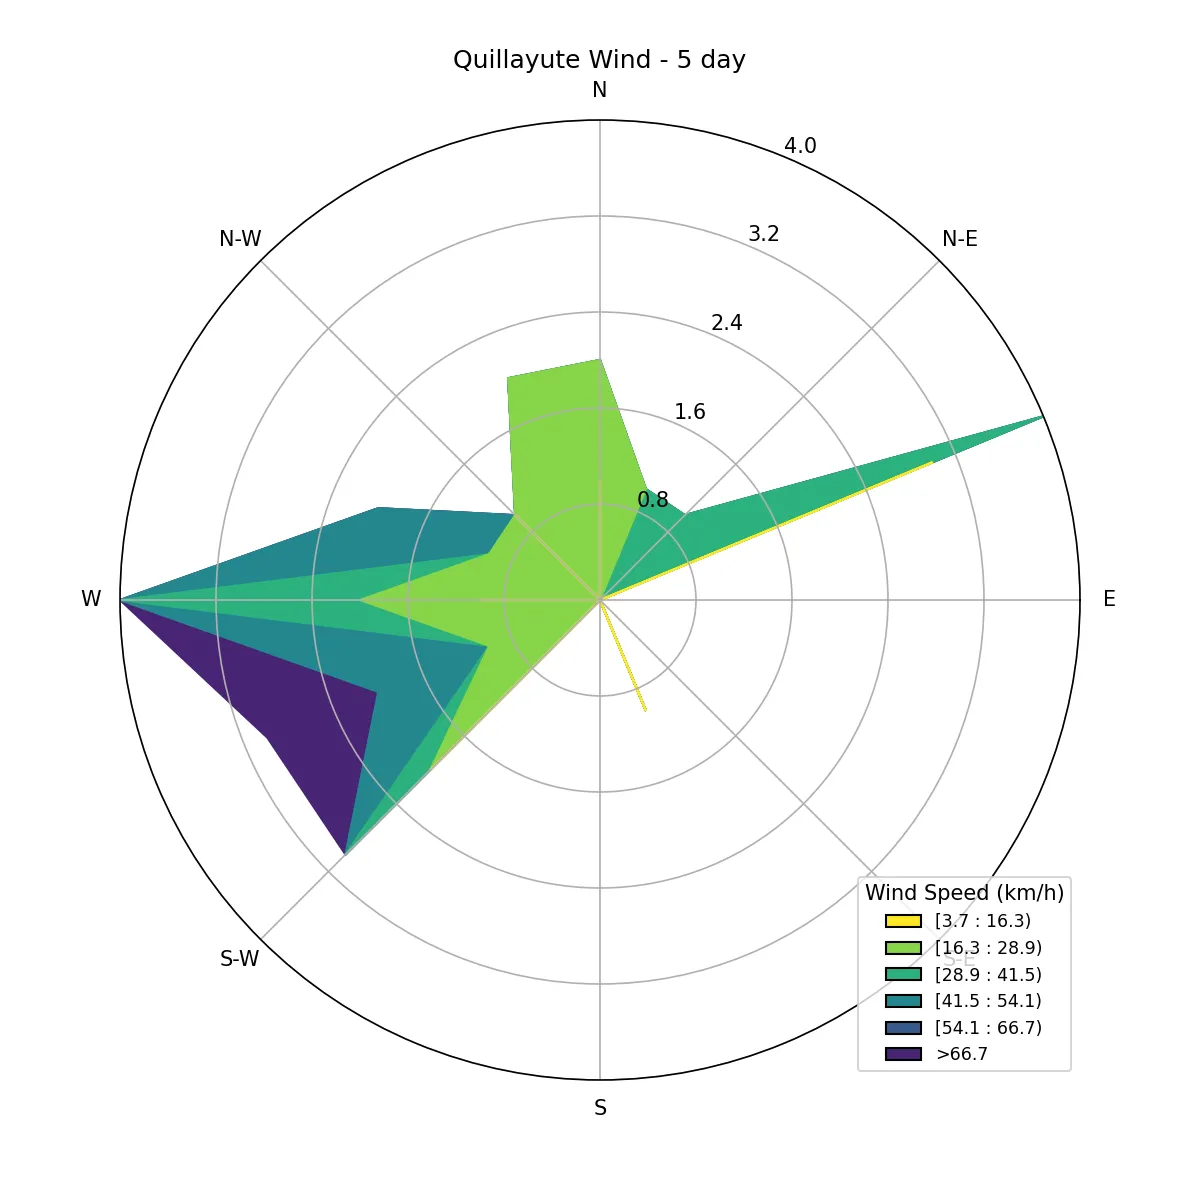 Quillayute Wind - 5 day
N
4.0
N-W
3.2
N-E
2.4
1.6
0.8
W
E
S-W
S-E
S
Wind Speed (km/h)
[3.7 : 16.3)
[16.3 : 28.9)
[28.9 : 41.5)
[41.5 : 54.1)
[54.1 : 66.7)
>66.7